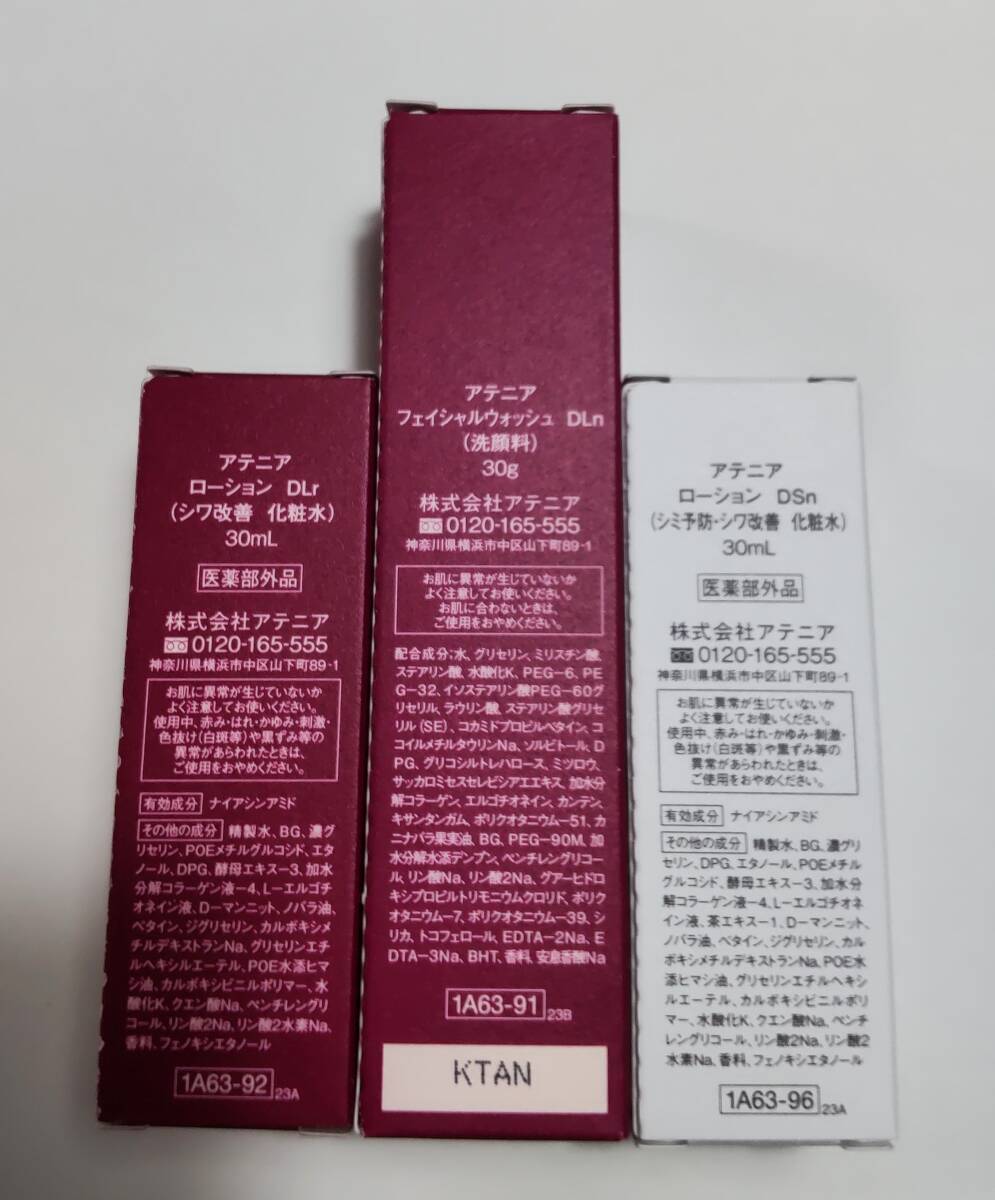 アテニア
ローション DLr
(シワ改善 化粧水)
30mL
医薬部外品
株式会社アテニア
0120-165-555
神奈川県横浜市中区山下町89-1
お肌に異常が生じていないか
よく注意してお使いください。
使用中、赤み・はれ・かゆみ・刺激・
色抜け(白斑等)や黒ずみ等の
異常があらわれたときは、
ご使用をおやめください。
有効成分 ナイアシンアミド
その他の成分 精製水、BG、濃グ
リセリン、POEメチルグルコシド、エタ
ノール、DPG、酵母エキス-3、加水
分解コラーゲン液-4、L-エルゴチ
オネイン液、D-マンニット、ノバラ油、
ベタイン、ジグリセリン、カルボキシメ
チルデキストランNa、グリセリンエチ
ルヘキシルエーテル、POE水添ヒマ
シ油、カルボキシビニルポリマー、水
酸化K、クエン酸Na、ペンチレングリ
コール、リン酸2Na、リン酸2水素Na、
香料、フェノキシエタノール
1A63-92 23A
アテニア
フェイシャルウォッシュ DLn
(洗顔料)
30g
株式会社アテニア
0120-165-555
神奈川県横浜市中区山下町89-1
お肌に異常が生じていないか
よく注意してお使いください。
お肌に合わないときは、
ご使用をおやめください。
配合成分;水、グリセリン、ミリスチン酸、
ステアリン酸、水酸化K、PEG-6、PE
G-32、イソステアリン酸PEG-60グ
リセリル、ラウリン酸、ステアリン酸グリセ
リル(SE)、コカミドプロピルベタイン、コ
コイルメチルタウリンNa、ソルビトール、D
PG、グリコシルトレハロース、ミツロウ、
サッカロミセスセレビシアエエキス、加水分
解コラーゲン、エルゴチオネイン、カンテン、
キサンタンガム、ポリクオタニウム-51、カ
ニナバラ果実油、BG、PEG-90M、加
水分解水添デンプン、ペンチレングリコー
ル、リン酸Na、リン酸2Na、グアーヒドロ
キシプロピルトリモニウムクロリド、ポリク
オタニウム-7、ポリクオタニウム-39、シ
リカ、トコフェロール、EDTA-2Na、E
DTA-3Na、BHT、香料、安息香酸Na
1A63-91 23B
KTAN
アテニア
ローション DSn
(シミ予防・シワ改善 化粧水)
30mL
医薬部外品
株式会社アテニア
0120-165-555
神奈川県横浜市中区山下町89-1
お肌に異常が生じていないか
よく注意してお使いください。
使用中、赤み・はれ・かゆみ・刺激・
色抜け(白斑等)や黒ずみ等の
異常があらわれたときは、
ご使用をおやめください。
有効成分 ナイアシンアミド
その他の成分 精製水、BG、濃グリ
セリン、DPG、エタノール、POEメチル
グルコシド、酵母エキス-3、加水分
解コラーゲン液-4、L-エルゴチオネ
イン液、茶エキス-1、D-マンニット、
ノバラ油、ベタイン、ジグリセリン、カル
ボキシメチルデキストランNa、POE水
添ヒマシ油、グリセリンエチルヘキシ
ルエーテル、カルボキシビニルポリ
マー、水酸化K、クエン酸Na、ペンチ
レングリコール、リン酸2Na、リン酸2
水素Na、香料、フェノキシエタノール
1A63-96 23A